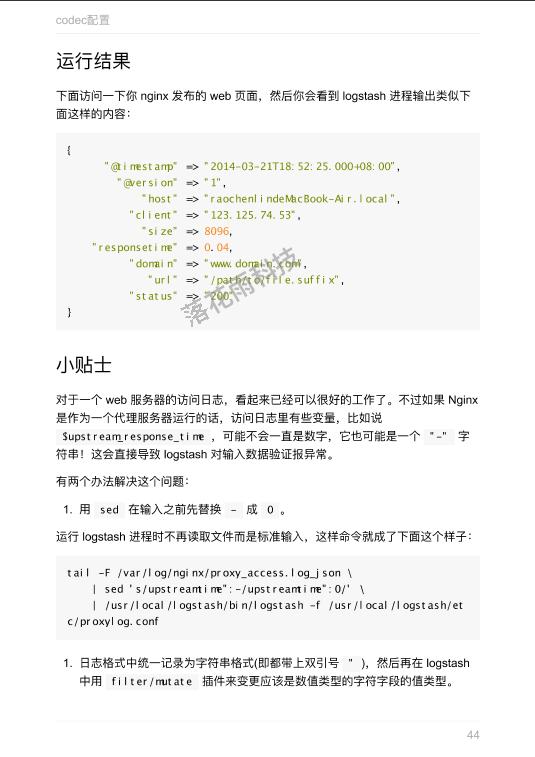 codec配置
运行结果
下面访问一下你 nginx 发布的 web 页面，然后你会看到 logstash 进程输出类似下
面这样的内容：
{
"@timestamp" => "2014-03-21T18:52:25.000+08:00",
"@version" => "1",
"host" => "raochenlindeMacBook-Air.local",
"client" => "123.125.74.53",
"size" => 8096,
"responsetime" => 0.04,
"domain" => "www.domain.com",
"url" => "/path/to/file.suffix",
"status" => "200"
}
落花雨科技
小贴士
对于一个 web 服务器的访问日志，看起来已经可以很好的工作了。不过如果 Nginx
是作为一个代理服务器运行的话，访问日志里有些变量，比如说
$upstream_response_time ，可能不会一直是数字，它也可能是一个 "-" 字
符串！这会直接导致 logstash 对输入数据验证报异常。
有两个办法解决这个问题：
1. 用 sed 在输入之前先替换 - 成 0 。
运行 logstash 进程时不再读取文件而是标准输入，这样命令就成了下面这个样子：
tail -F /var/log/nginx/proxy_access.log_json \
| sed 's/upstreamtime":-/upstreamtime":0/' \
| /usr/local/logstash/bin/logstash -f /usr/local/logstash/et
c/proxylog.conf
1. 日志格式中统一记录为字符串格式(即都带上双引号 " )，然后再在 logstash
中用 filter/mutate 插件来变更应该是数值类型的字符字段的值类型。
44